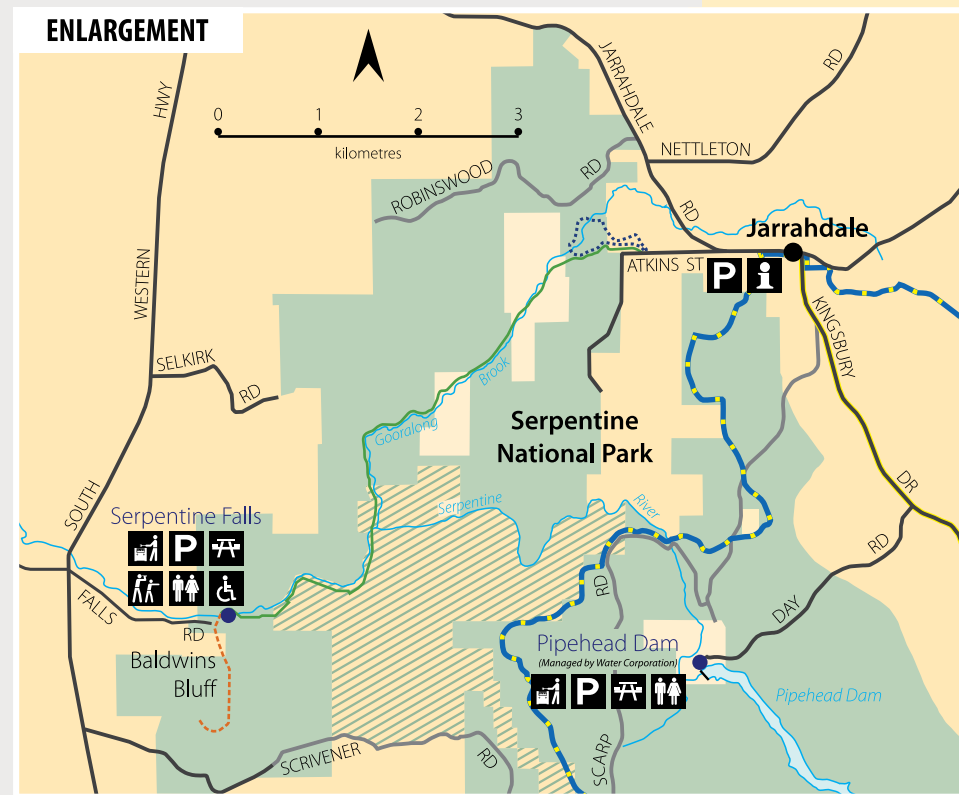 ENLARGEMENT
0 1 2 3
kilometres
HWY
WESTERN
SOUTH
JARRAHDALE
RD
NETTLETON
RD
ROBINSWOOD
RD
Jarrahdale
ATKINS ST
P
KINGSBURY
DR
SELKIRK
RD
Brook
Gooralong
Serpentine
National Park
Serpentine
River
Serpentine Falls
P
FALLS
RD
Baldwins
Bluff
RD
DAY
RD
Pipehead Dam
(Managed by Water Corporation)
P
Pipehead Dam
SCRIVENER
RD
SCARP